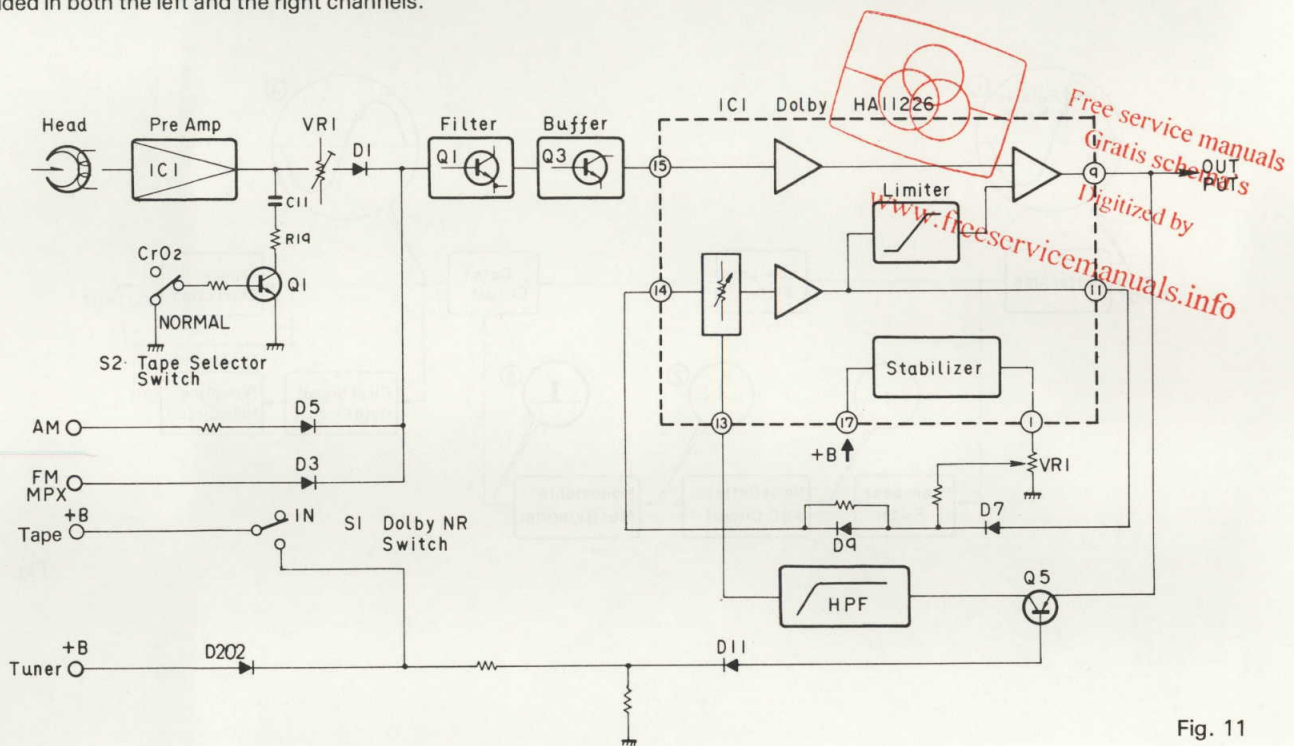 ided in both the left and the right channels.
IC1 Dolby HA11226
Free service manuals
Gratis schema's
Digitized by
www.freeservicemanuals.info
Head
Pre Amp
IC1
VR1
D1
Filter
Q1
Buffer
Q3
15
9
OUT
PUT
Limiter
C11
R19
Q1
CrO2
NORMAL
S2 Tape Selector
Switch
14
11
Stabilizer
13
17
1
+B
VR1
AM
D5
FM
MPX
D3
+B
Tape
IN
S1 Dolby NR
Switch
D9
D7
HPF
Q5
+B
Tuner
D202
D11
Fig. 11